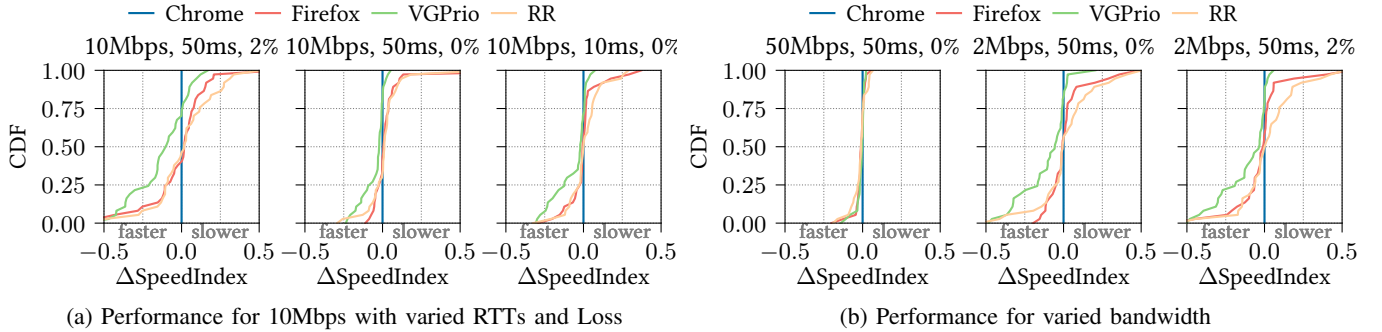 Chrome Firefox VGPrio RR
10Mbps, 50ms, 2% 10Mbps, 50ms, 0% 10Mbps, 10ms, 0%
1.00
0.75
0.50
0.25
0.00
CDF
faster slower
−0.5 0.0 0.5 −0.5 0.0 0.5 −0.5 0.0 0.5
ΔSpeedIndex ΔSpeedIndex ΔSpeedIndex
(a) Performance for 10Mbps with varied RTTs and Loss
Chrome Firefox VGPrio RR
50Mbps, 50ms, 0% 2Mbps, 50ms, 0% 2Mbps, 50ms, 2%
1.00
0.75
0.50
0.25
0.00
CDF
faster slower faster slower faster slower
−0.5 0.0 0.5 −0.5 0.0 0.5 −0.5 0.0 0.5
ΔSpeedIndex ΔSpeedIndex ΔSpeedIndex
(b) Performance for varied bandwidth